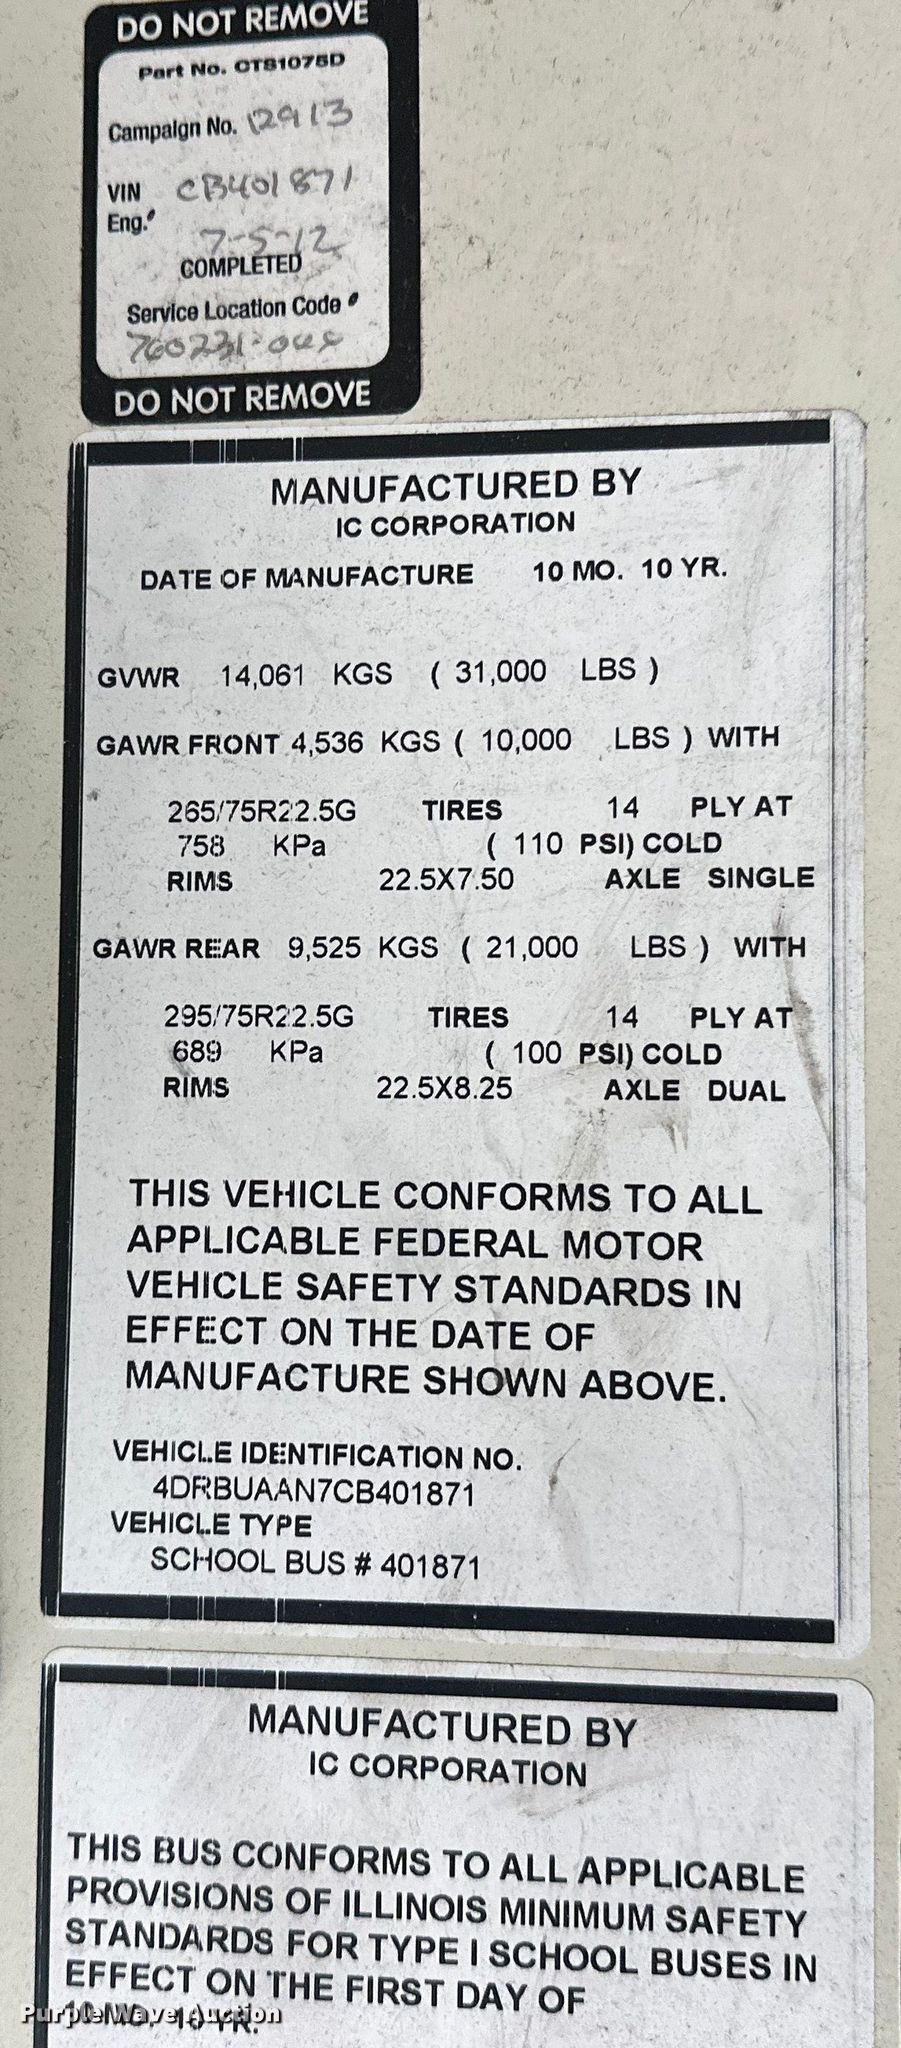 DO NOT REMOVE
Part No. CTS1075D
Campaign No. 12913
VIN CB401871
Eng.#
7-5-12
COMPLETED
Service Location Code #
DO NOT REMOVE
MANUFACTURED BY
IC CORPORATION
DATE OF MANUFACTURE 10 MO. 10 YR.
GVWR 14,061 KGS ( 31,000 LBS )
GAWR FRONT 4,536 KGS ( 10,000 LBS ) WITH
265/75R22.5G TIRES 14 PLY AT
758 KPa ( 110 PSI) COLD
RIMS 22.5X7.50 AXLE SINGLE
GAWR REAR 9,525 KGS ( 21,000 LBS ) WITH
295/75R22.5G TIRES 14 PLY AT
689 KPa ( 100 PSI) COLD
RIMS 22.5X8.25 AXLE DUAL
THIS VEHICLE CONFORMS TO ALL
APPLICABLE FEDERAL MOTOR
VEHICLE SAFETY STANDARDS IN
EFFECT ON THE DATE OF
MANUFACTURE SHOWN ABOVE.
VEHICLE IDENTIFICATION NO.
4DRBUAAN7CB401871
VEHICLE TYPE
SCHOOL BUS # 401871
MANUFACTURED BY
IC CORPORATION
THIS BUS CONFORMS TO ALL APPLICABLE
PROVISIONS OF ILLINOIS MINIMUM SAFETY
STANDARDS FOR TYPE I SCHOOL BUSES IN
EFFECT ON THE FIRST DAY OF
10 MO. 10 YR.
Purple Wave Auction